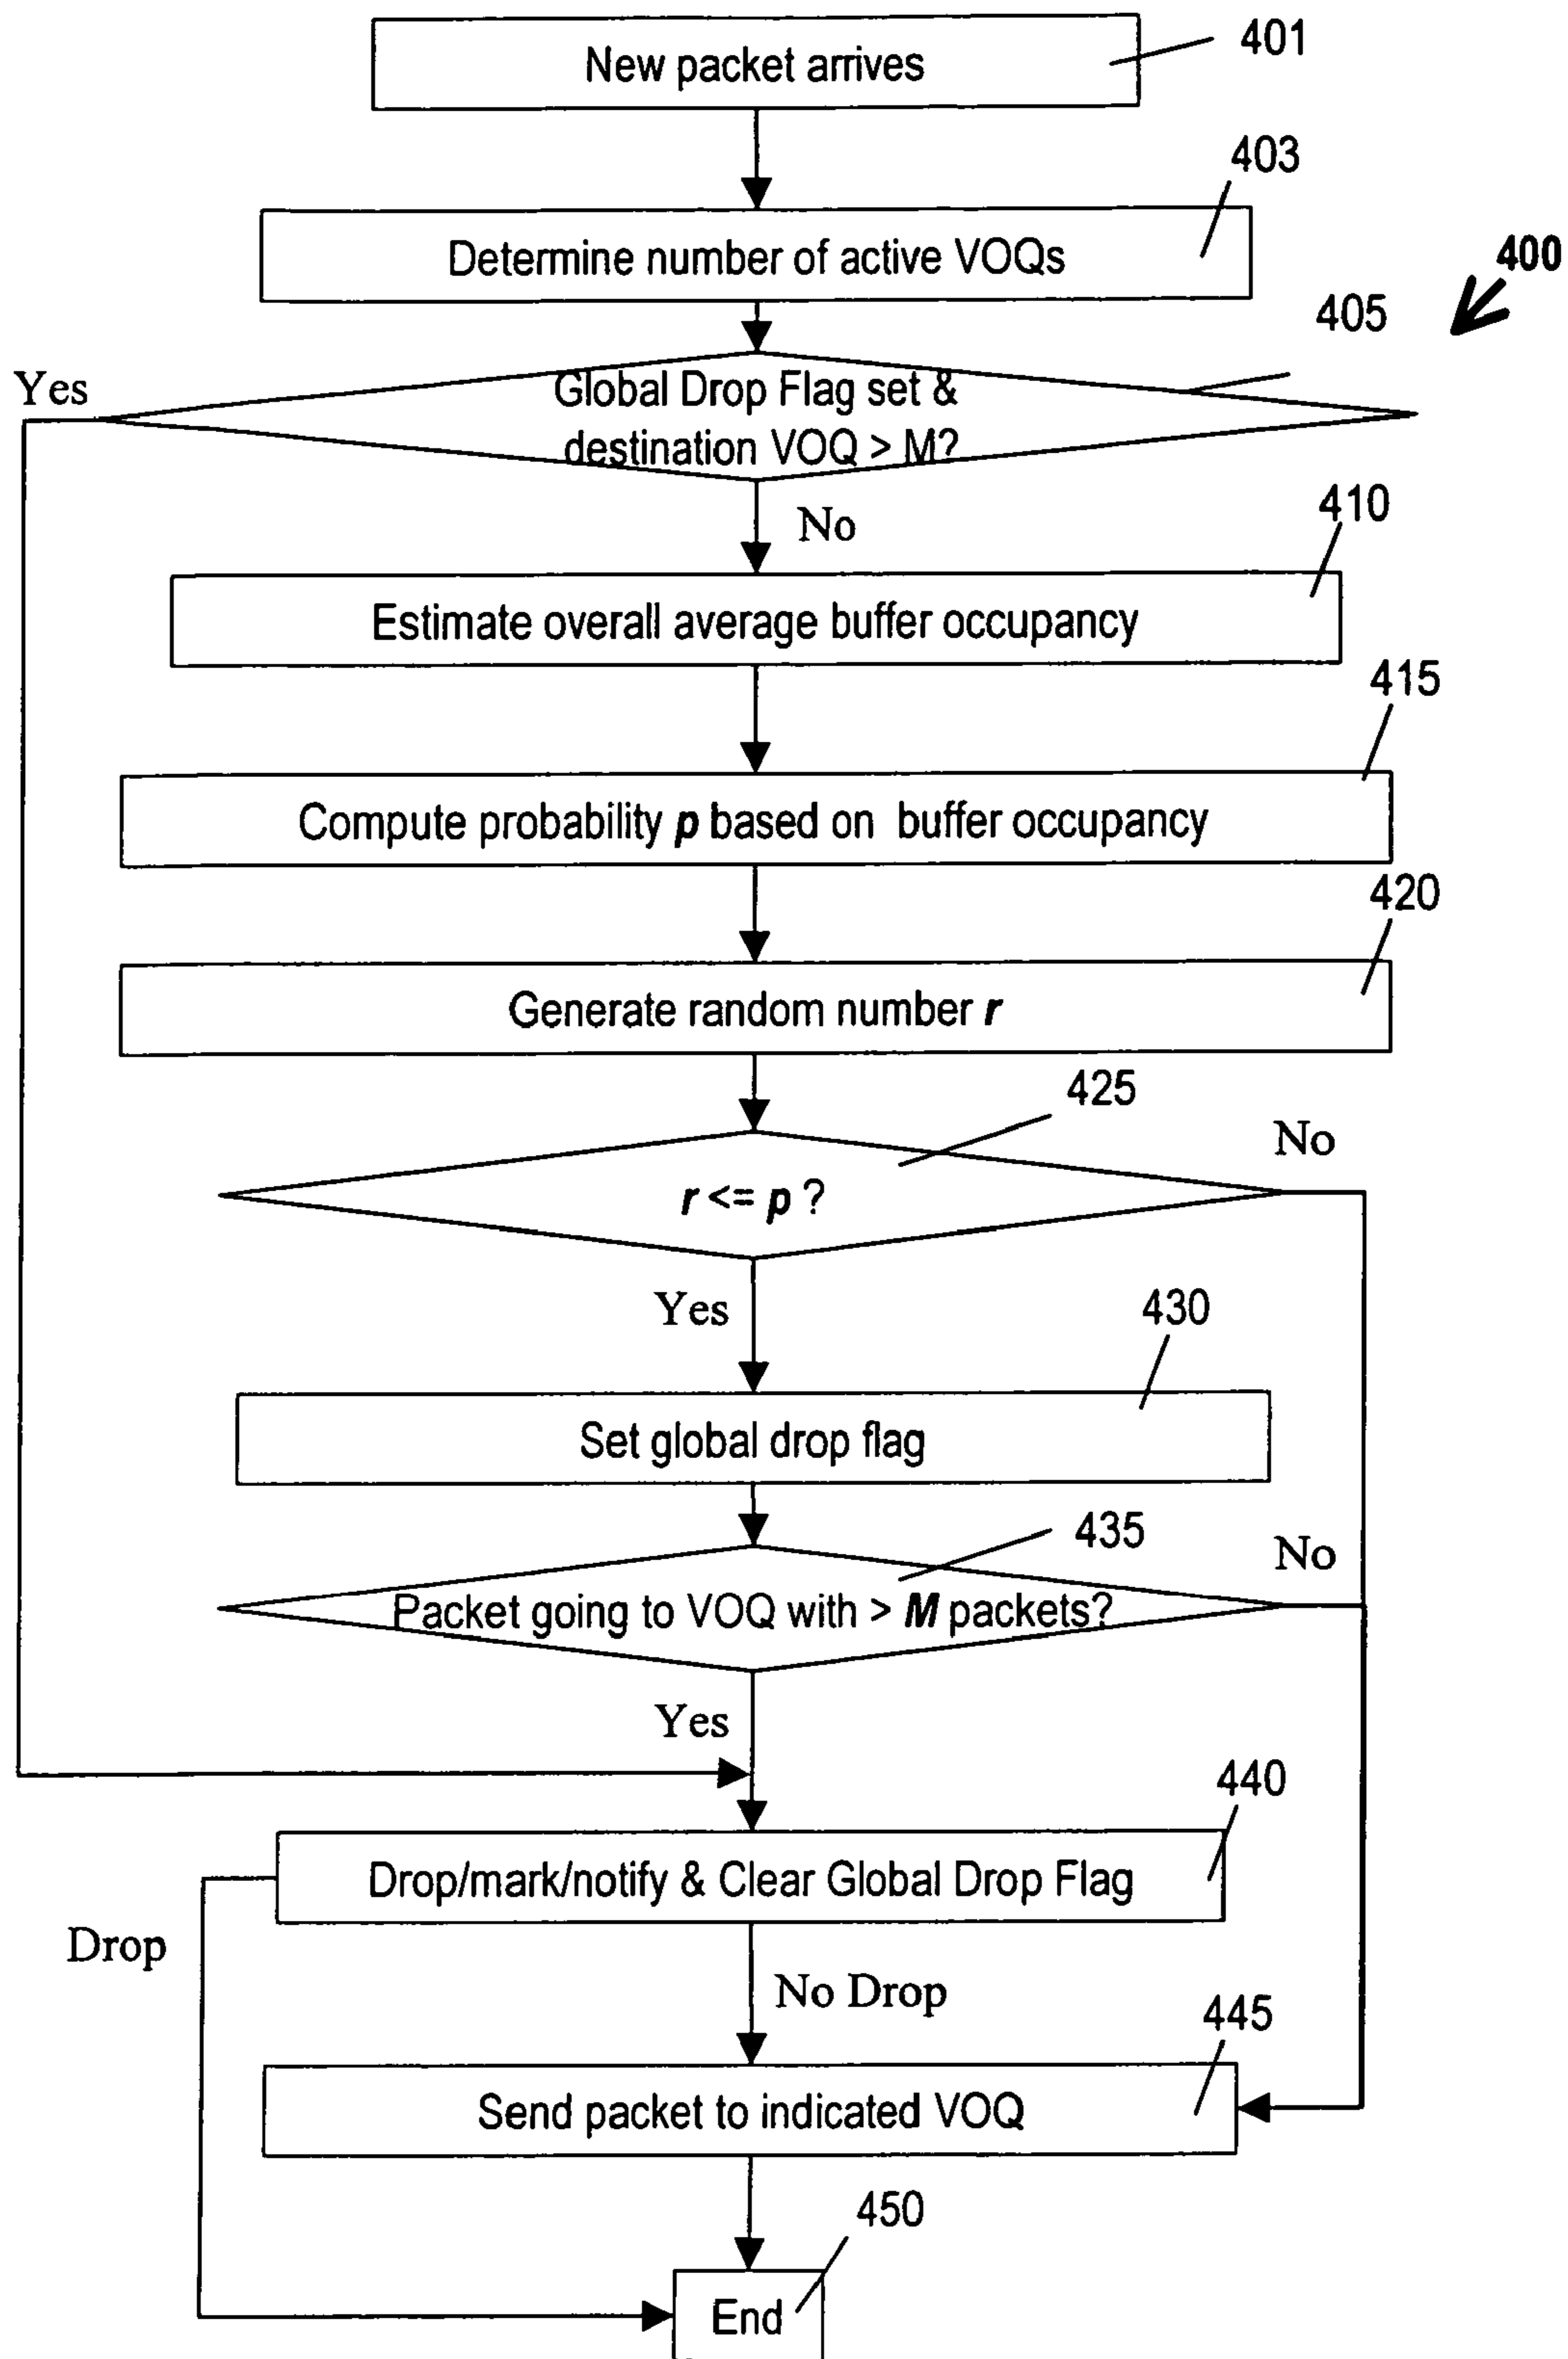 New packet arrives
401
403
Determine number of active VOQs
400
405
Yes
Global Drop Flag set &
destination VOQ > M?
No
410
Estimate overall average buffer occupancy
415
Compute probability p based on buffer occupancy
420
Generate random number r
425
No
r <= p ?
Yes
430
Set global drop flag
435
No
Packet going to VOQ with > M packets?
Yes
440
Drop/mark/notify & Clear Global Drop Flag
Drop
No Drop
445
Send packet to indicated VOQ
450
End